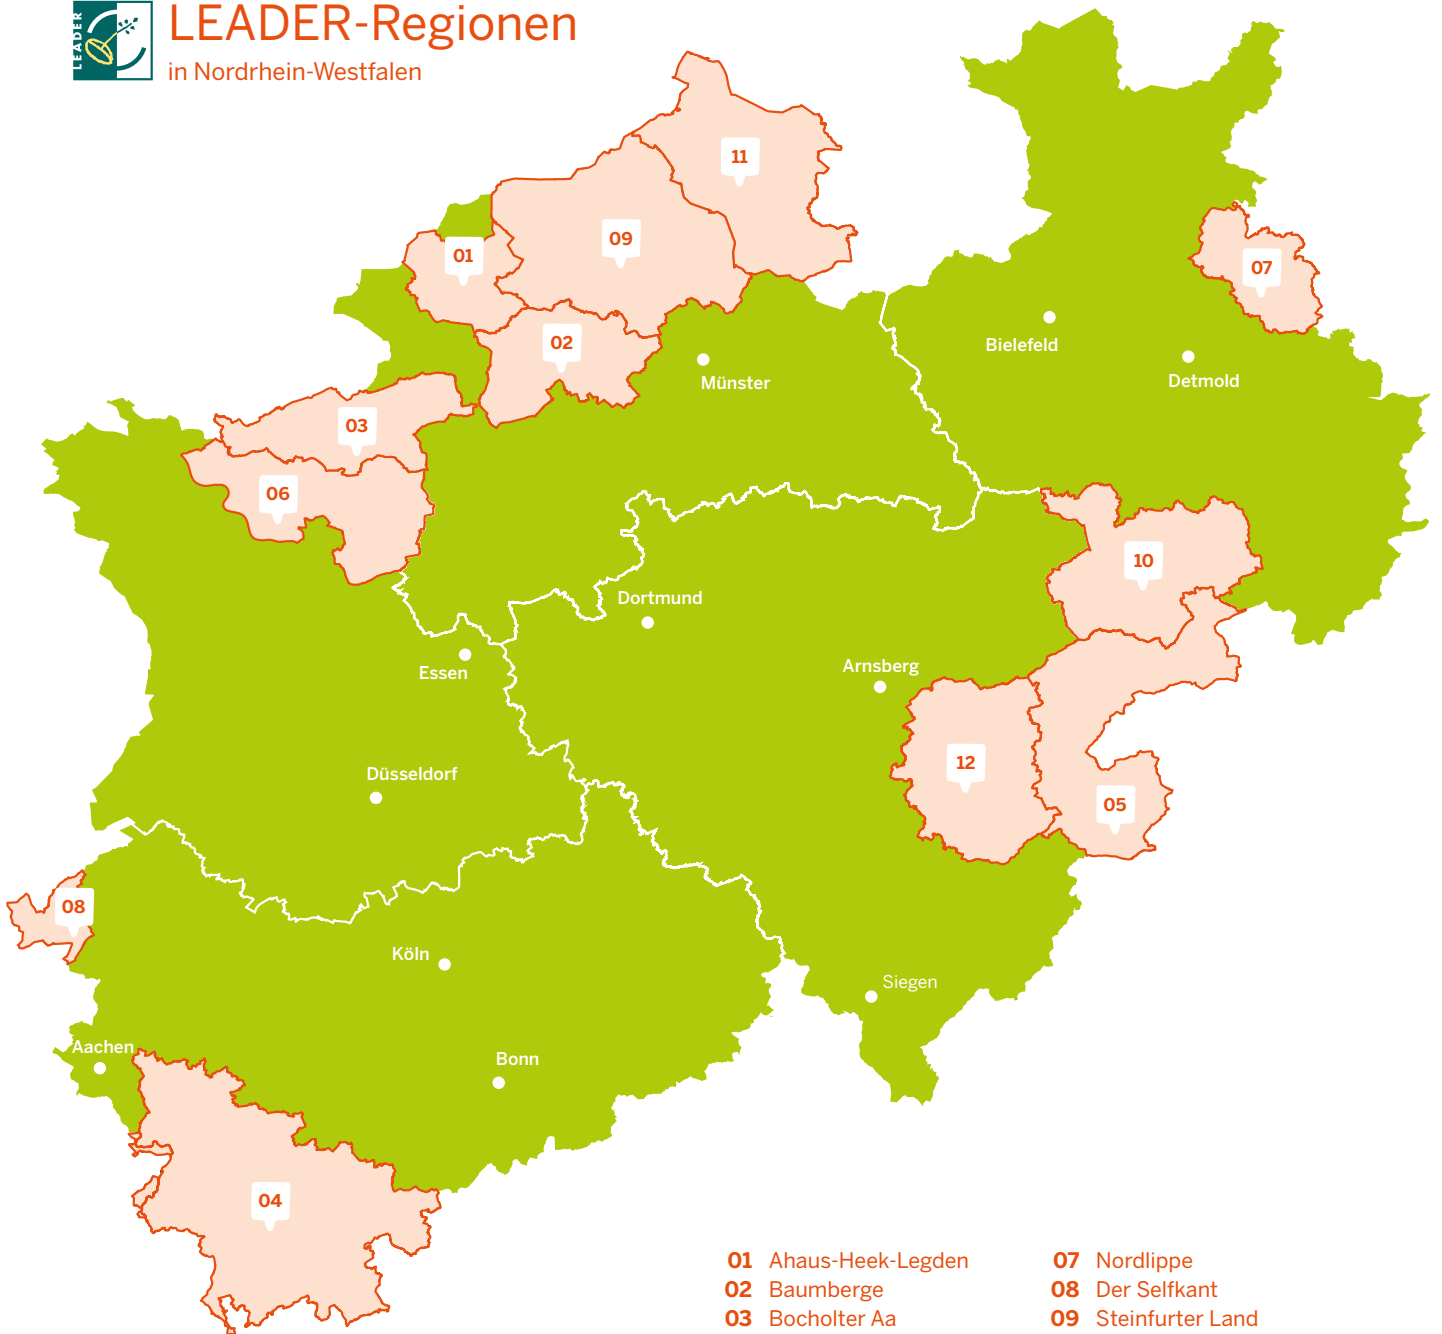 LEADER
LEADER-Regionen
in Nordrhein-Westfalen
11
09
01
07
02
Bielefeld
Münster
Detmold
03
06
10
Dortmund
Essen
Arnsberg
12
Düsseldorf
05
08
Köln
Siegen
Aachen
Bonn
04
01 Ahaus-Heek-Legden
02 Baumberge
03 Bocholter Aa
07 Nordlippe
08 Der Selfkant
09 Steinfurter Land